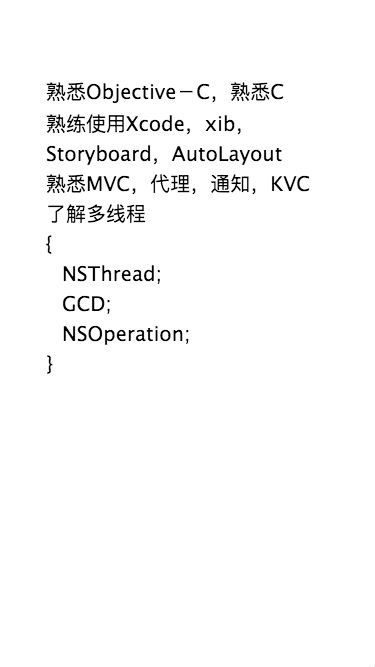 熟悉Objective－C，熟悉C
熟练使用Xcode，xib，
Storyboard，AutoLayout
熟悉MVC，代理，通知，KVC
了解多线程
{
   NSThread;
   GCD;
   NSOperation;
}